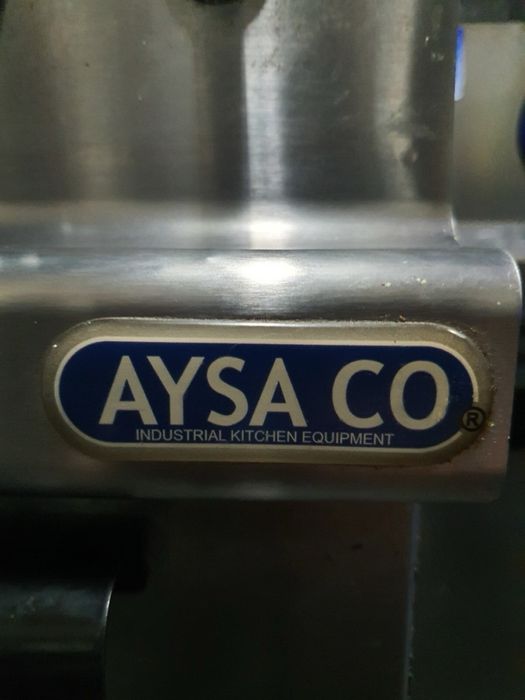 AYSA CO ®
INDUSTRIAL KITCHEN EQUIPMENT